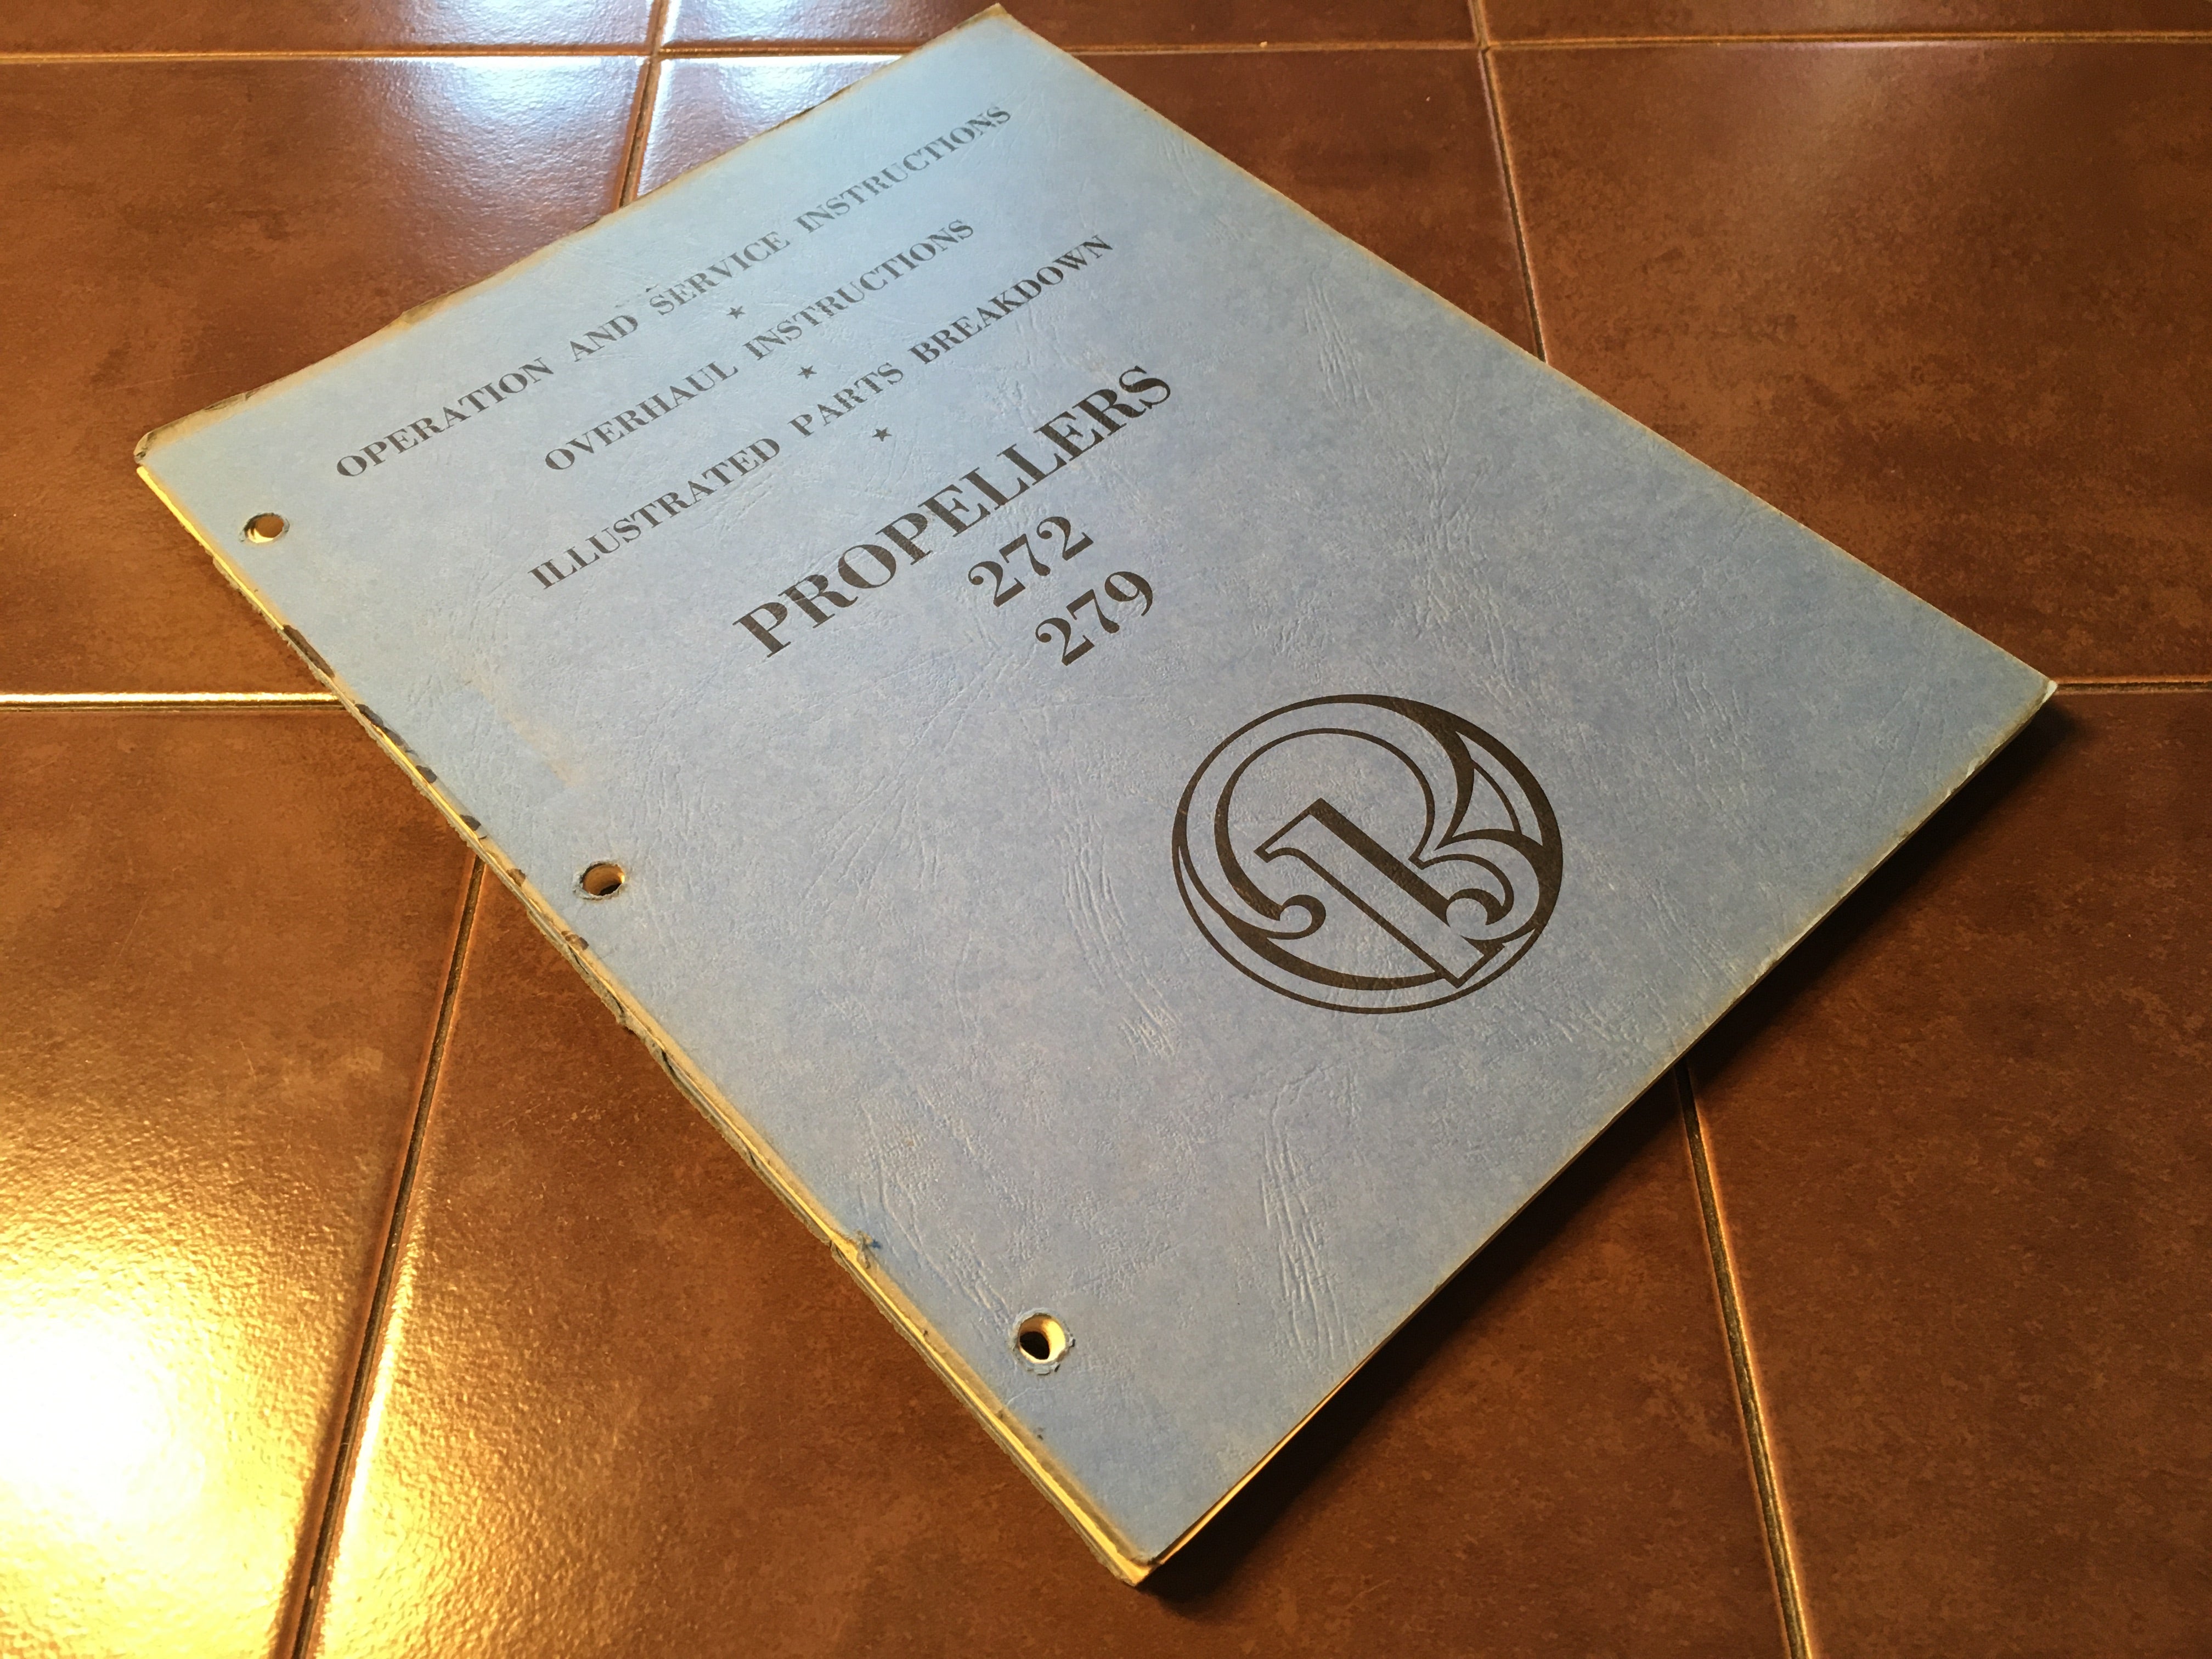 OPERATION AND SERVICE INSTRUCTIONS
★
OVERHAUL INSTRUCTIONS
★
ILLUSTRATED PARTS BREAKDOWN
★
PROPELLERS
272
279
B